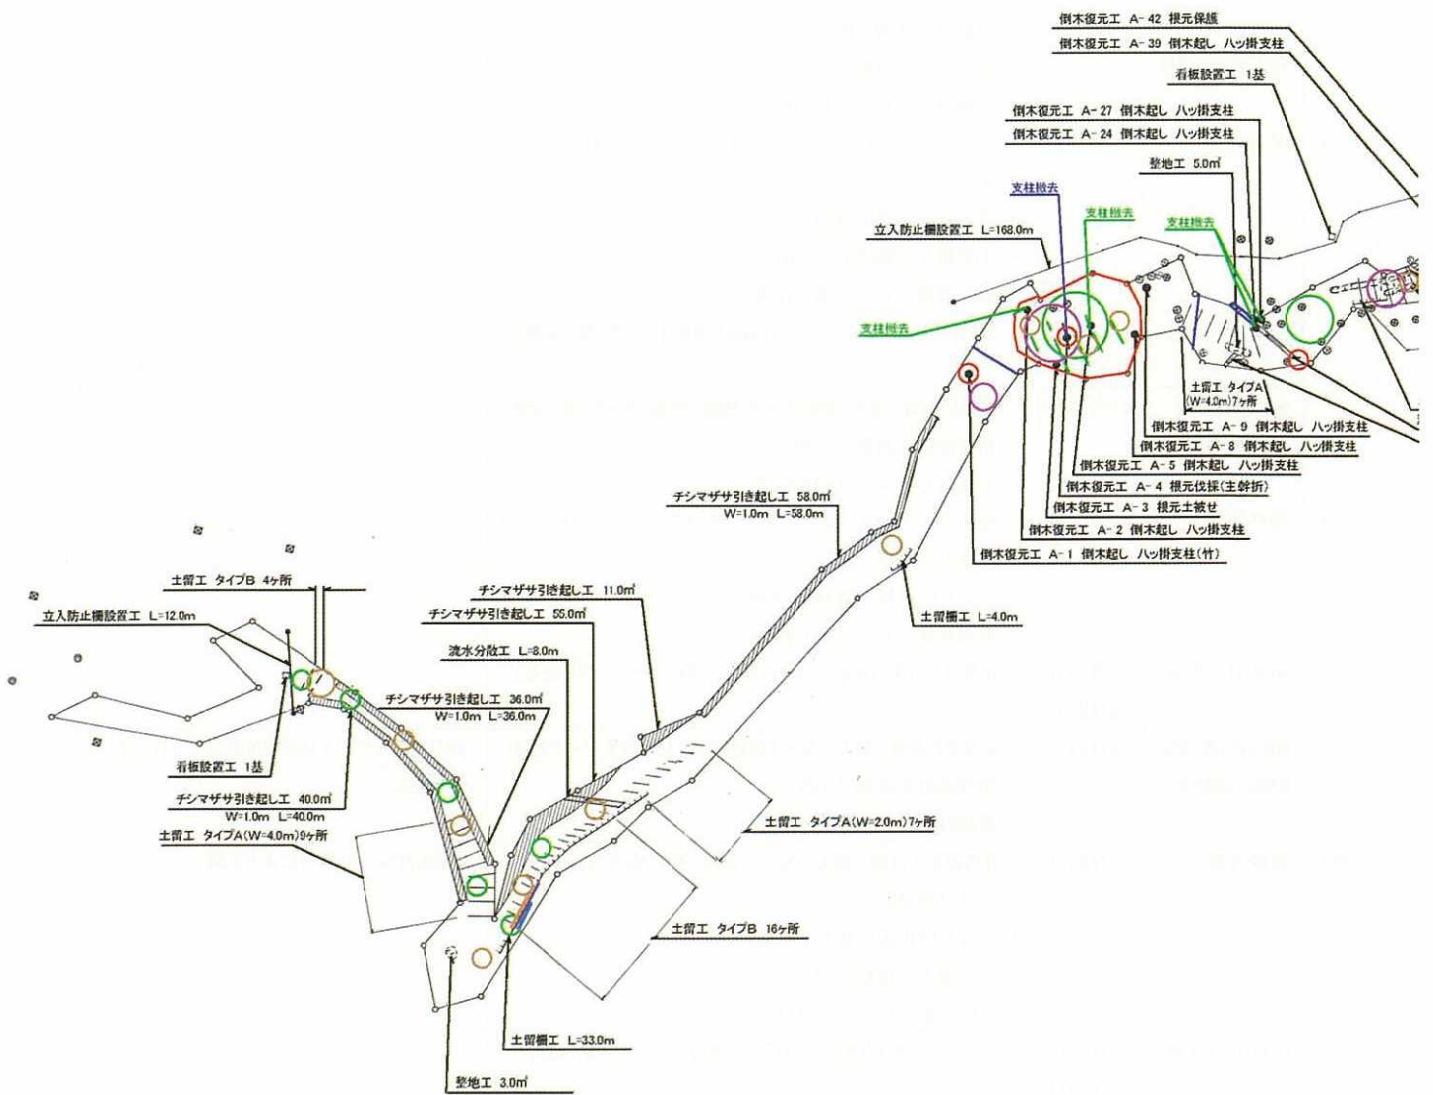 倒木復元工 A-42 根元保護
倒木復元工 A-39 倒木起し 八ッ掛支柱
看板設置工 1基
倒木復元工 A-27 倒木起し 八ッ掛支柱
倒木復元工 A-24 倒木起し 八ッ掛支柱
整地工 5.0㎡
支柱撤去
支柱撤去
支柱撤去
立入防止柵設置工 L=168.0m
支柱撤去
土留工 タイプA
(W=4.0m)7ヶ所
倒木復元工 A-9 倒木起し 八ッ掛支柱
倒木復元工 A-8 倒木起し 八ッ掛支柱
倒木復元工 A-5 倒木起し 八ッ掛支柱
倒木復元工 A-4 根元伐採(主幹折)
倒木復元工 A-3 根元土被せ
倒木復元工 A-2 倒木起し 八ッ掛支柱
倒木復元工 A-1 倒木起し 八ッ掛支柱(竹)
チシマザサ引き起し工 58.0㎡
W=1.0m L=58.0m
土留工 タイプB 4ヶ所
チシマザサ引き起し工 11.0㎡
立入防止柵設置工 L=12.0m
チシマザサ引き起し工 55.0㎡
土留柵工 L=4.0m
流水分散工 L=8.0m
チシマザサ引き起し工 36.0㎡
W=1.0m L=36.0m
看板設置工 1基
チシマザサ引き起し工 40.0㎡
W=1.0m L=40.0m
土留工 タイプA(W=4.0m)9ヶ所
土留工 タイプA(W=2.0m)7ヶ所
土留工 タイプB 16ヶ所
土留柵工 L=33.0m
整地工 3.0㎡